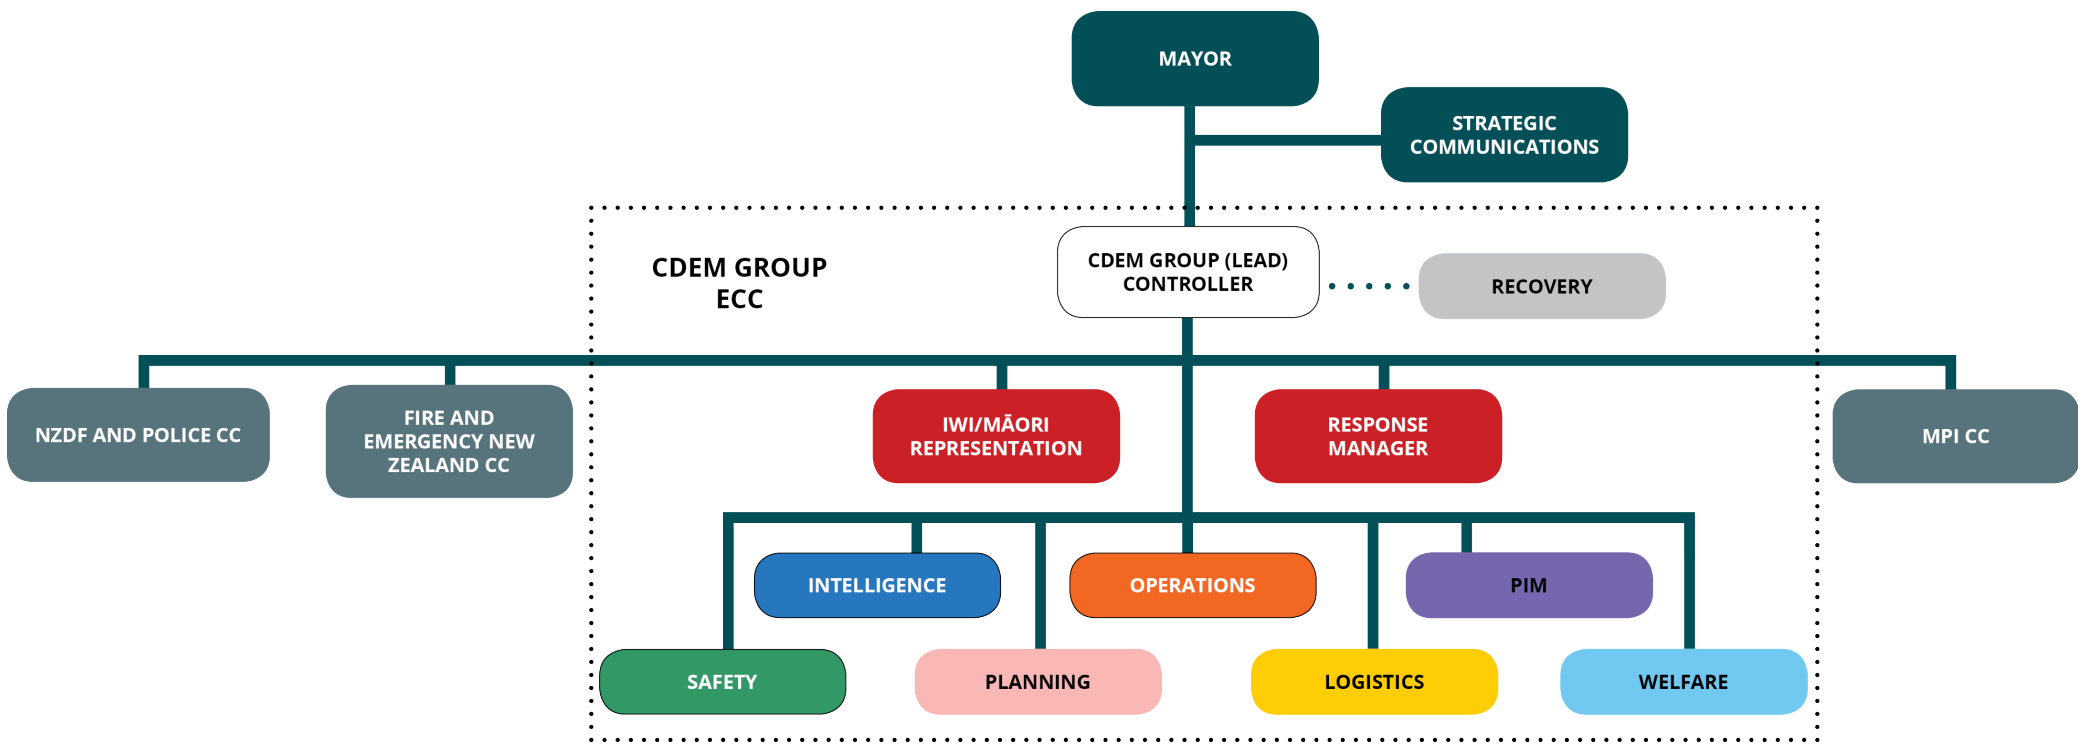 MAYOR
STRATEGIC
COMMUNICATIONS
CDEM GROUP
ECC
CDEM GROUP (LEAD)
CONTROLLER
RECOVERY
NZDF AND POLICE CC
FIRE AND
EMERGENCY NEW
ZEALAND CC
IWI/MĀORI
REPRESENTATION
RESPONSE
MANAGER
MPI CC
INTELLIGENCE
OPERATIONS
PIM
SAFETY
PLANNING
LOGISTICS
WELFARE